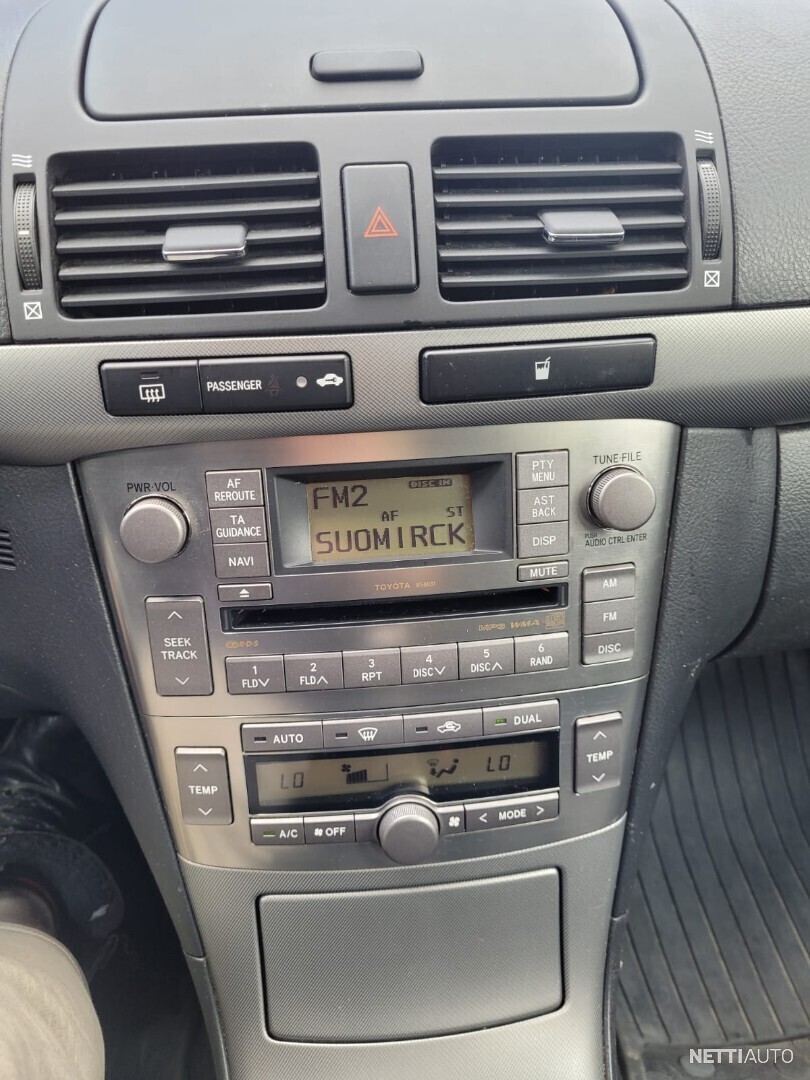 PASSENGER
PWR·VOL
TUNE·FILE
AF
REROUTE
TA
GUIDANCE
NAVI
FM2
DISC IN
AF
ST
SUOMIRCK
PTY
MENU
AST
BACK
DISP
MUTE
PUSH
AUDIO CTRL·ENTER
TOYOTA
MP3 WMA
SEEK
TRACK
AM
FM
DISC
1
FLD
2
FLD
3
RPT
4
DISC
5
DISC
6
RAND
AUTO
DUAL
TEMP
LO
LO
TEMP
A/C
OFF
< MODE >
NETTIAUTO